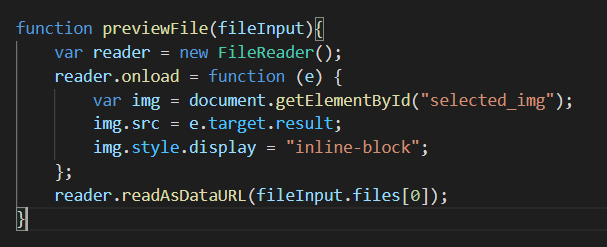 function previewFile(fileInput){
    var reader = new FileReader();
    reader.onload = function (e) {
        var img = document.getElementById("selected_img");
        img.src = e.target.result;
        img.style.display = "inline-block";
    };
    reader.readAsDataURL(fileInput.files[0]);
}